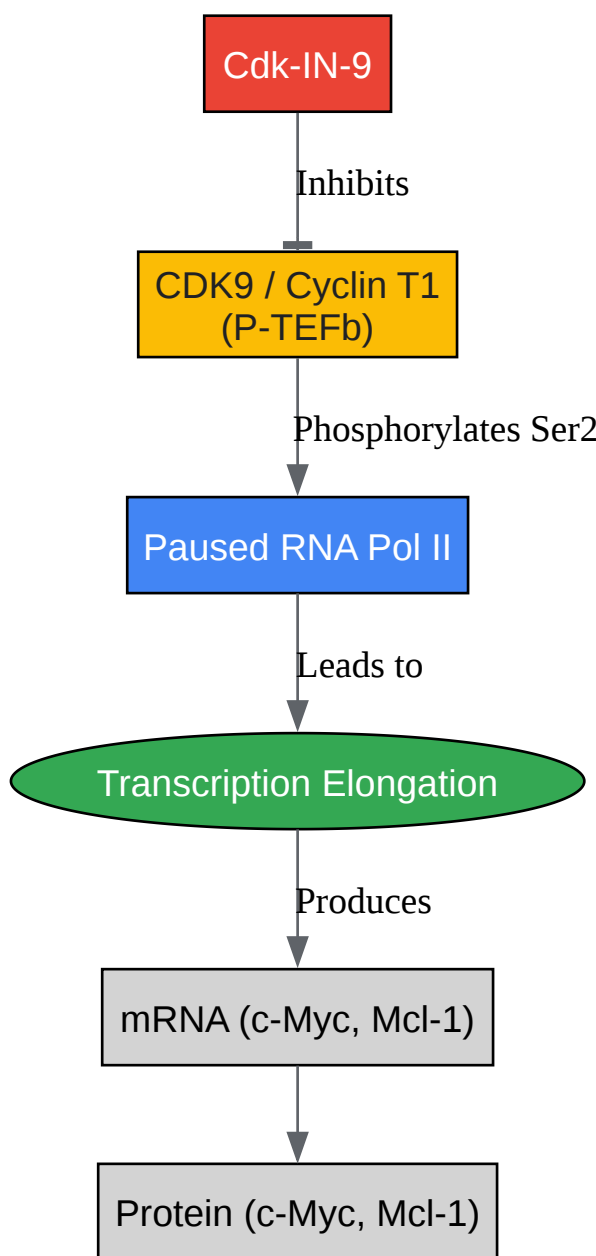 Cdk-IN-9
Inhibits
CDK9 / Cyclin T1
(P-TEFb)
Phosphorylates Ser2
Paused RNA Pol II
Leads to
Transcription Elongation
Produces
mRNA (c-Myc, Mcl-1)
Protein (c-Myc, Mcl-1)